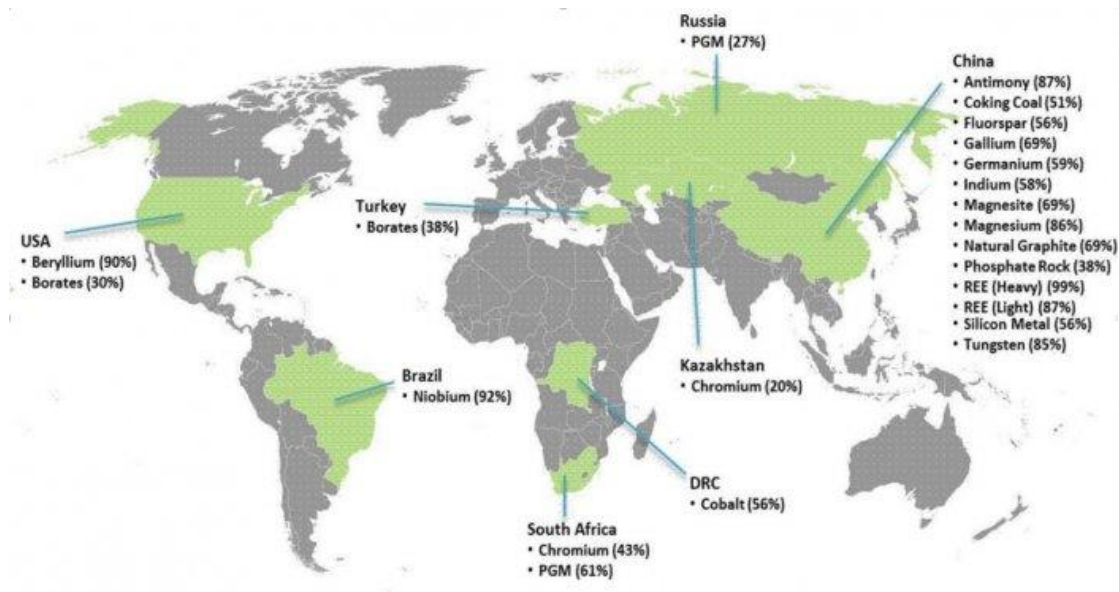 Russia
• PGM (27%)
China
• Antimony (87%)
• Coking Coal (51%)
• Fluorspar (56%)
• Gallium (69%)
• Germanium (59%)
• Indium (58%)
• Magnesite (69%)
• Magnesium (86%)
• Natural Graphite (69%)
• Phosphate Rock (38%)
• REE (Heavy) (99%)
• REE (Light) (87%)
• Silicon Metal (56%)
• Tungsten (85%)
Turkey
• Borates (38%)
USA
• Beryllium (90%)
• Borates (30%)
Kazakhstan
• Chromium (20%)
Brazil
• Niobium (92%)
DRC
• Cobalt (56%)
South Africa
• Chromium (43%)
• PGM (61%)